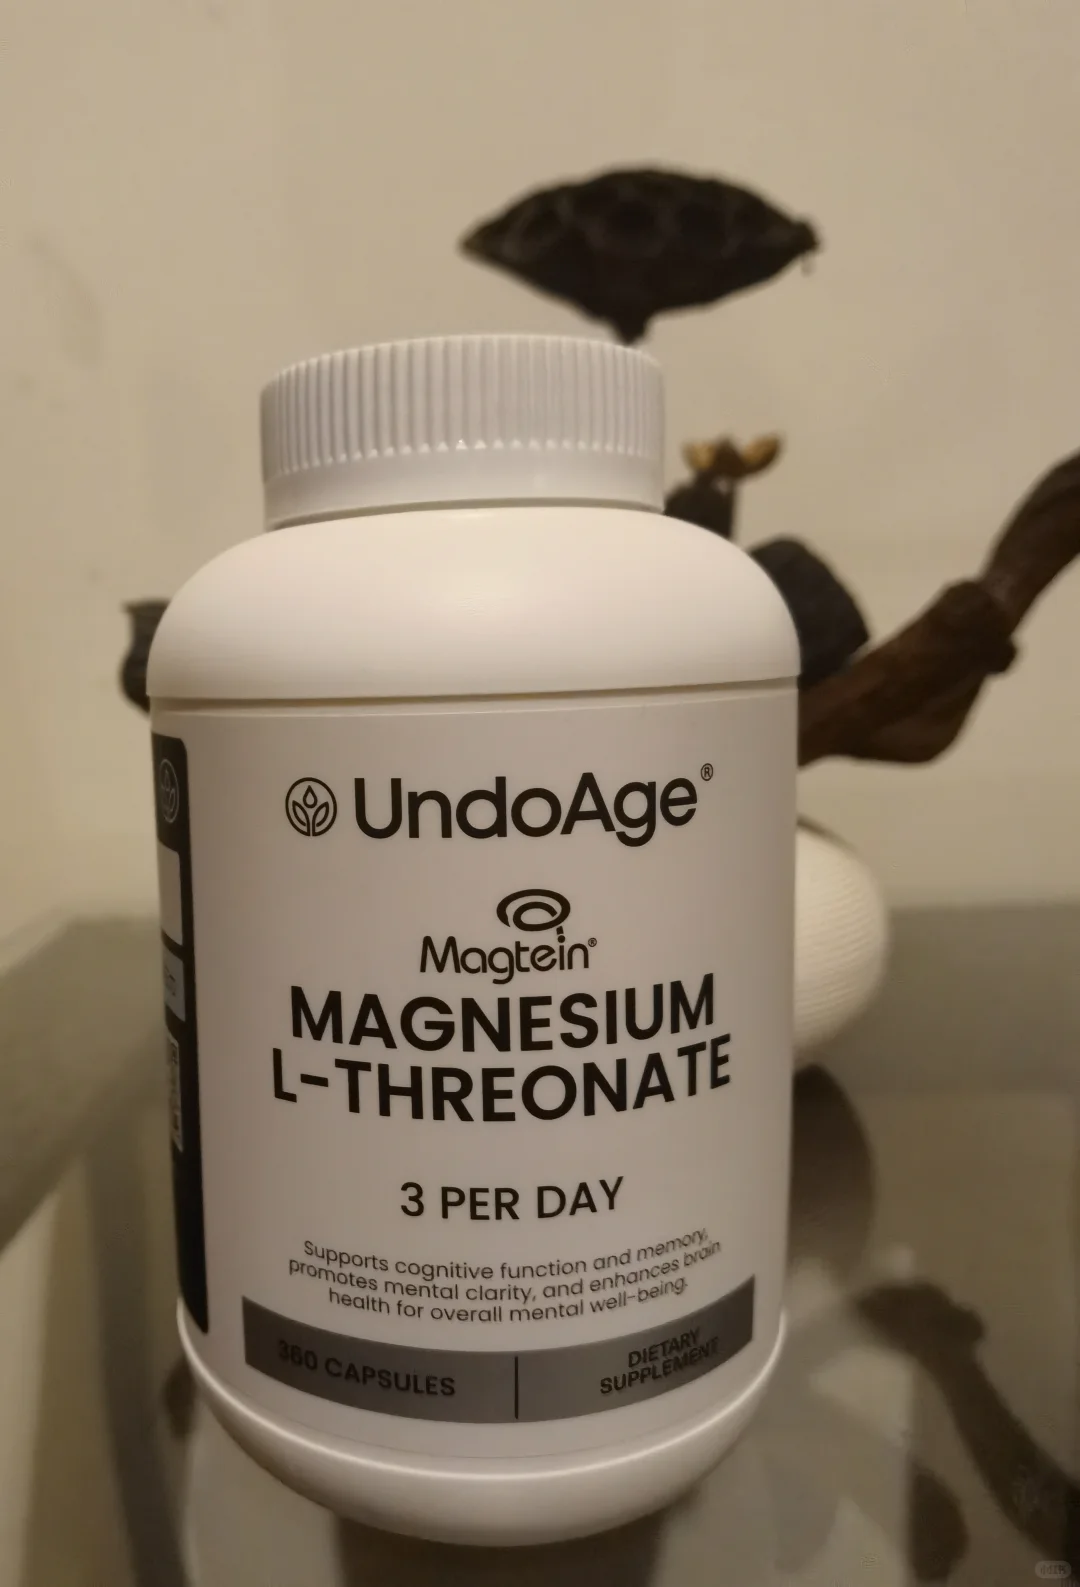 UndoAge®
Magtein®
MAGNESIUM
L-THREONATE
3 PER DAY
Supports cognitive function and memory,
promotes mental clarity, and enhances brain
health for overall mental well-being.
360 CAPSULES
DIETARY
SUPPLEMENT